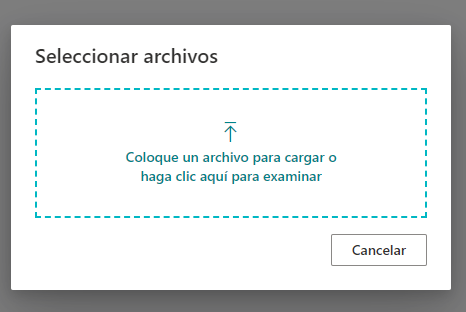 Seleccionar archivos
Coloque un archivo para cargar o
haga clic aquí para examinar
Cancelar